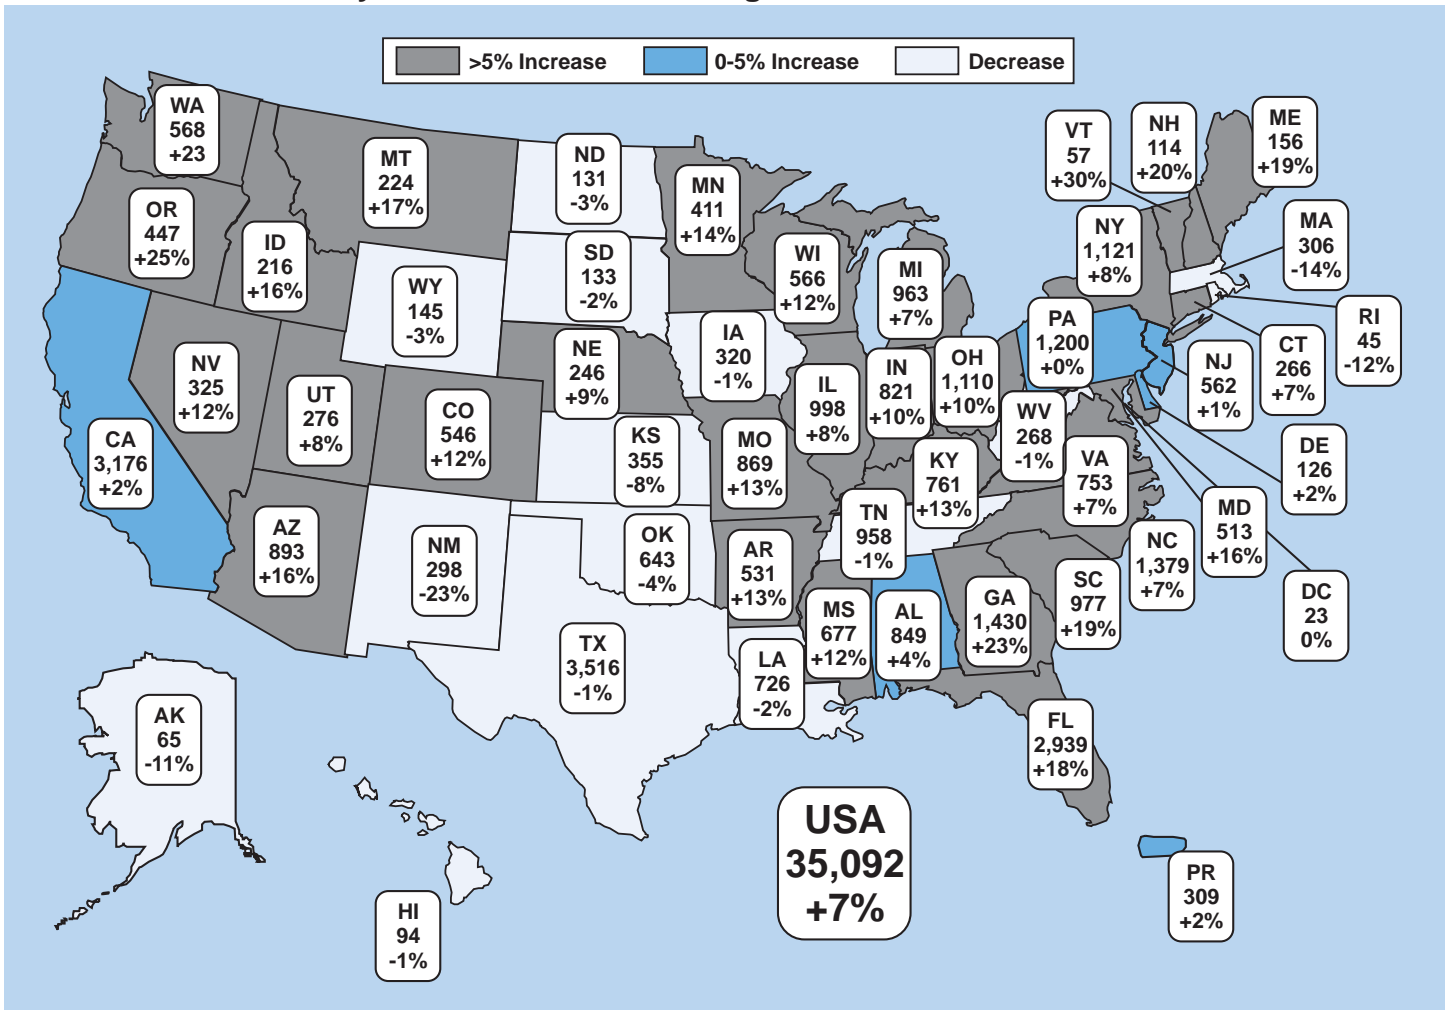 >5% Increase
0-5% Increase
Decrease
WA
568
+23
OR
447
+25%
ID
216
+16%
MT
224
+17%
ND
131
-3%
SD
133
-2%
WY
145
-3%
MN
411
+14%
WI
566
+12%
MI
963
+7%
VT
57
+30%
NH
114
+20%
ME
156
+19%
NY
1,121
+8%
MA
306
-14%
RI
45
-12%
CT
266
+7%
NJ
562
+1%
PA
1,200
+0%
NV
325
+12%
UT
276
+8%
CO
546
+12%
NE
246
+9%
IA
320
-1%
IL
998
+8%
IN
821
+10%
OH
1,110
+10%
WV
268
-1%
CA
3,176
+2%
KS
355
-8%
MO
869
+13%
KY
761
+13%
VA
753
+7%
DE
126
+2%
MD
513
+16%
DC
23
0%
AZ
893
+16%
NM
298
-23%
OK
643
-4%
AR
531
+13%
TN
958
-1%
NC
1,379
+7%
SC
977
+19%
MS
677
+12%
AL
849
+4%
GA
1,430
+23%
TX
3,516
-1%
LA
726
-2%
FL
2,939
+18%
AK
65
-11%
HI
94
-1%
USA
35,092
+7%
PR
309
+2%